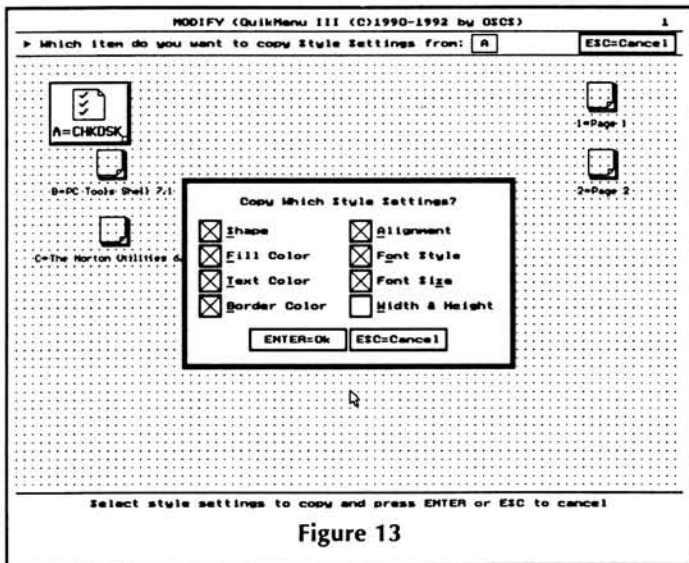 MODIFY (QuikMenu III (C)1990-1992 by OSCS) 1
► Which item do you want to copy Style Settings from: A ESC=Cancel
A=CHKDSK
1=Page 1
B=PC Tools Shell 7.1
2=Page 2
C=The Norton Utilities 6.
Copy Which Style Settings?
Shape Alignment
Fill Color Font Style
Text Color Font Size
Border Color Width & Height
ENTER=Ok ESC=Cancel
Select style settings to copy and press ENTER or ESC to cancel
Figure 13